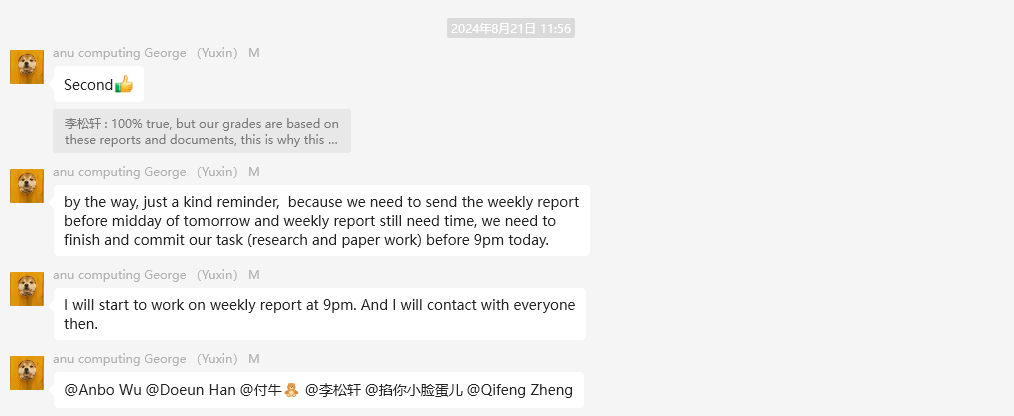 2024年8月21日 11:56
anu computing George （Yuxin） M
Second👍
李松轩 : 100% true, but our grades are based on
these reports and documents, this is why this ...
anu computing George （Yuxin） M
by the way, just a kind reminder,  because we need to send the weekly report
before midday of tomorrow and weekly report still need time, we need to
finish and commit our task (research and paper work) before 9pm today.
anu computing George （Yuxin） M
I will start to work on weekly report at 9pm. And I will contact with everyone
then.
anu computing George （Yuxin） M
@Anbo Wu @Doeun Han @付牛🧸 @李松轩 @掐你小脸蛋儿 @Qifeng Zheng